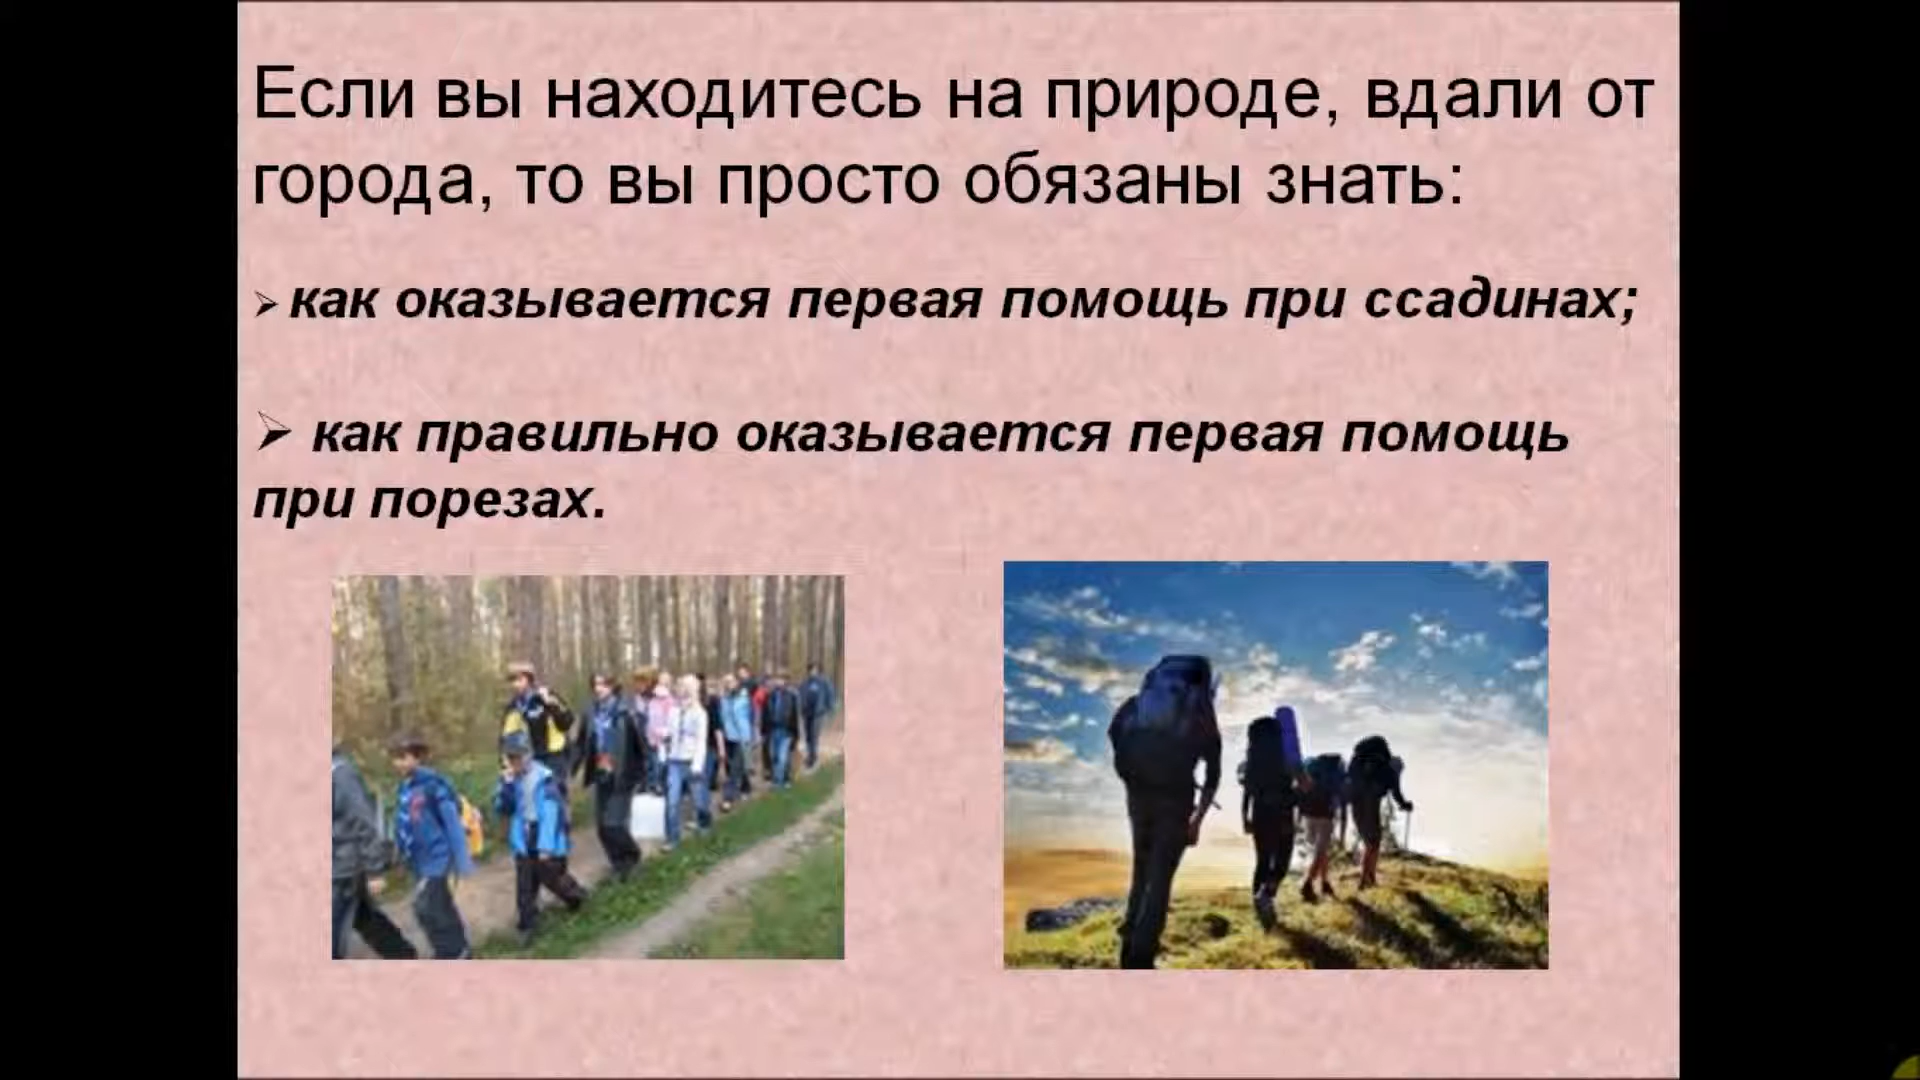 Если вы находитесь на природе, вдали от
города, то вы просто обязаны знать:
➢ как оказывается первая помощь при ссадинах;
➢ как правильно оказывается первая помощь
при порезах.